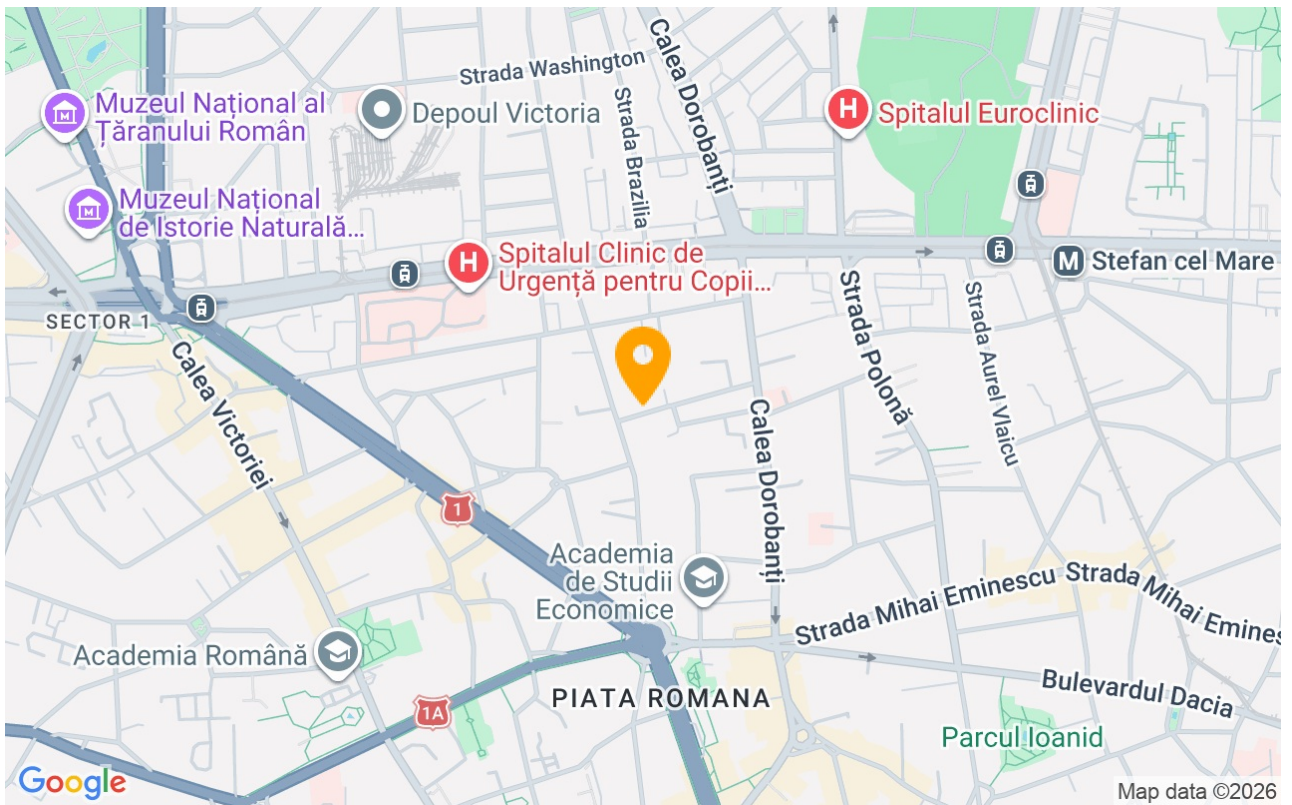 Strada Washington
Calea Dorobanți
Muzeul Național al
Țăranului Român
Depoul Victoria
H
Spitalul Euroclinic
Strada Brazilia
Muzeul Național
de Istorie Naturală...
H
Spitalul Clinic de
Urgență pentru Copii...
M
Stefan cel Mare
SECTOR 1
Calea Victoriei
Strada Polonă
Strada Aurel Vlaicu
Calea Dorobanți
1
Academia
de Studii
Economice
Strada Mihai Eminescu
Strada Mihai Emines
Academia Română
PIATA ROMANA
1A
Bulevardul Dacia
Parcul Ioanid
Google
Map data ©2026